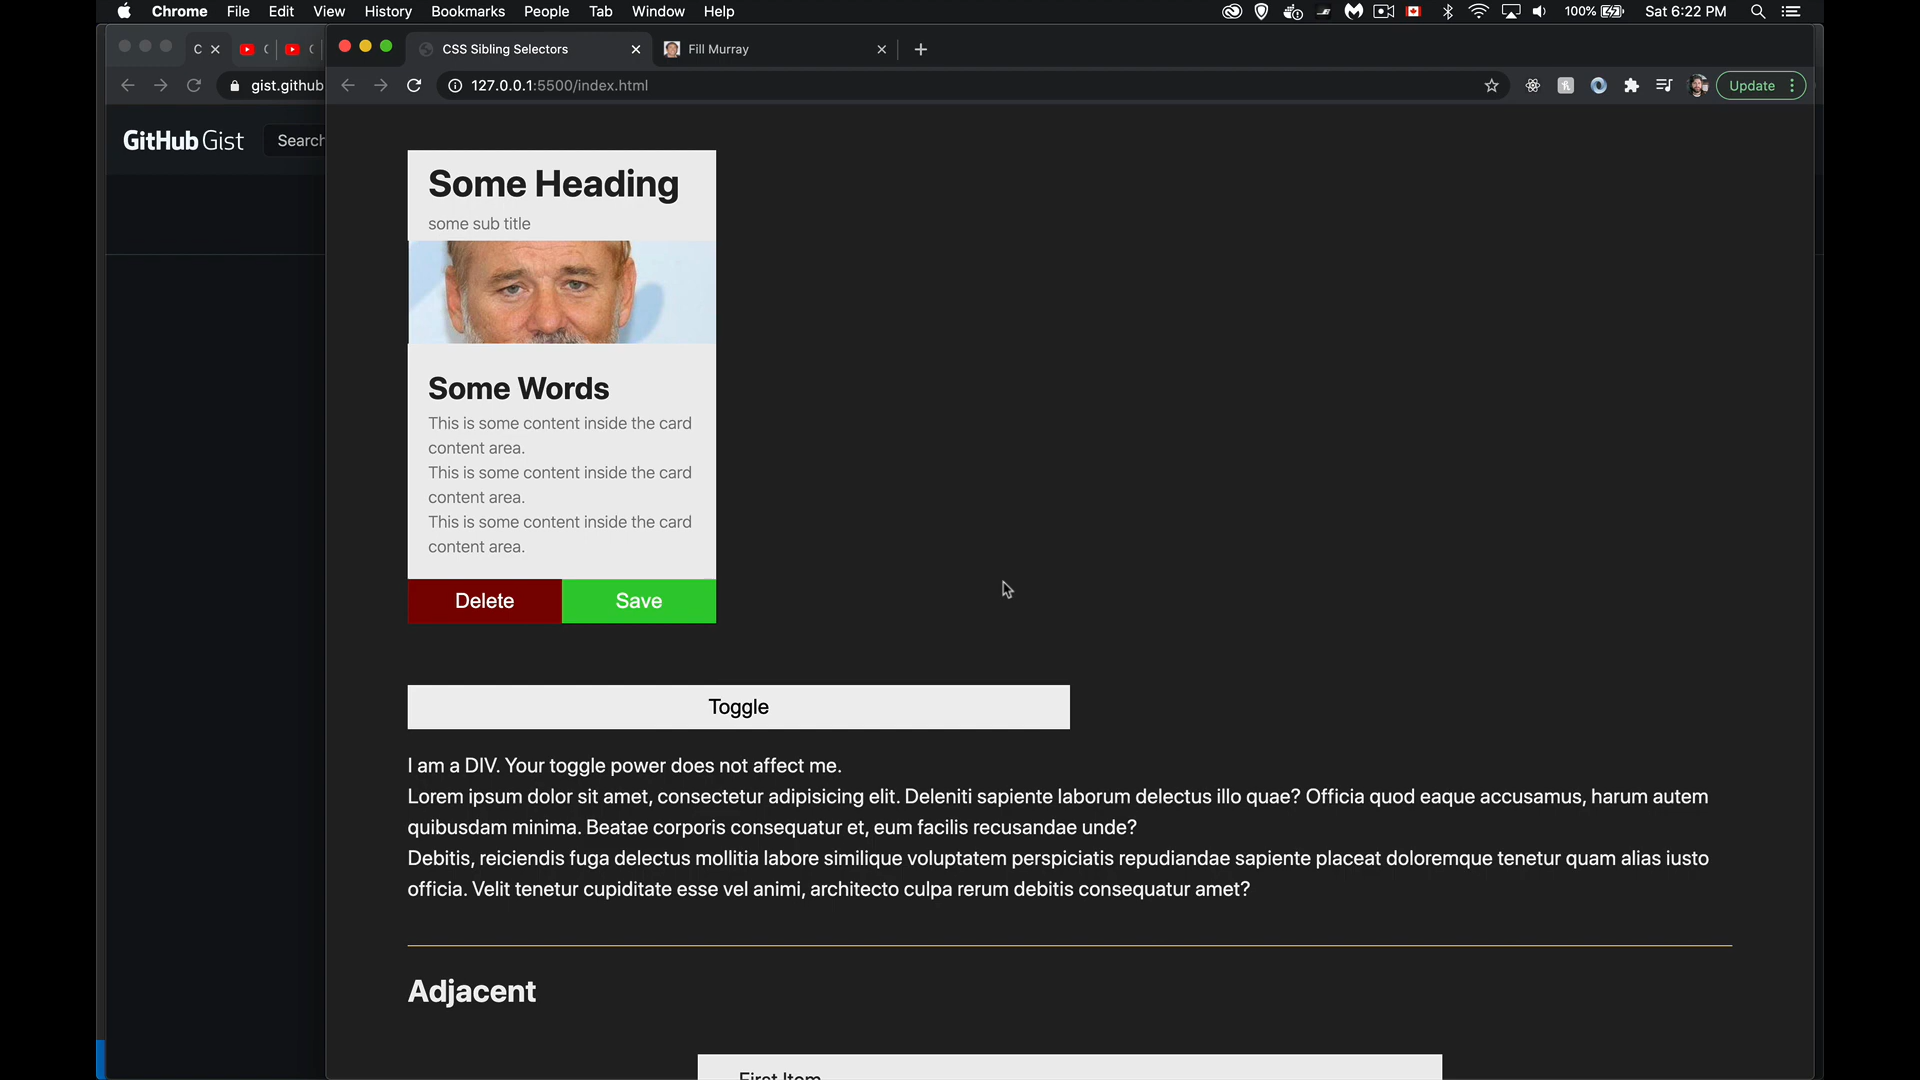 Chrome File Edit View History Bookmarks People Tab Window Help 100% Sat 6:22 PM
C CSS Sibling Selectors Fill Murray
gist.github 127.0.0.1:5500/index.html Update
GitHub Gist Search
Some Heading
some sub title
Some Words
This is some content inside the card
content area.
This is some content inside the card
content area.
This is some content inside the card
content area.
Delete Save
Toggle
I am a DIV. Your toggle power does not affect me.
Lorem ipsum dolor sit amet, consectetur adipisicing elit. Deleniti sapiente laborum delectus illo quae? Officia quod eaque accusamus, harum autem
quibusdam minima. Beatae corporis consequatur et, eum facilis recusandae unde?
Debitis, reiciendis fuga delectus mollitia labore similique voluptatem perspiciatis repudiandae sapiente placeat doloremque tenetur quam alias iusto
officia. Velit tenetur cupiditate esse vel animi, architecto culpa rerum debitis consequatur amet?
Adjacent
First Item